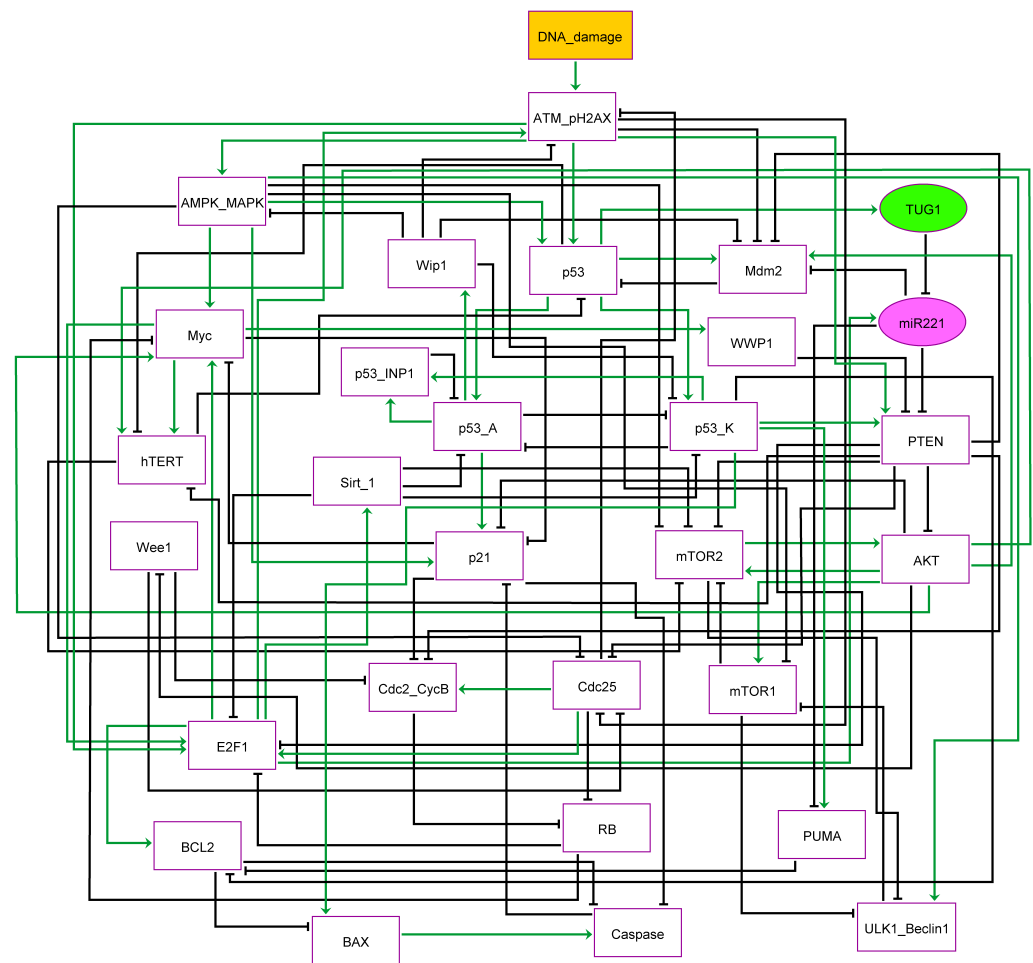 DNA_damage
ATM_pH2AX
AMPK_MAPK
TUG1
Wip1
p53
Mdm2
Myc
miR221
WWP1
p53_INP1
p53_A
p53_K
PTEN
hTERT
Sirt_1
Wee1
p21
mTOR2
AKT
Cdc2_CycB
Cdc25
mTOR1
E2F1
RB
PUMA
BCL2
BAX
Caspase
ULK1_Beclin1